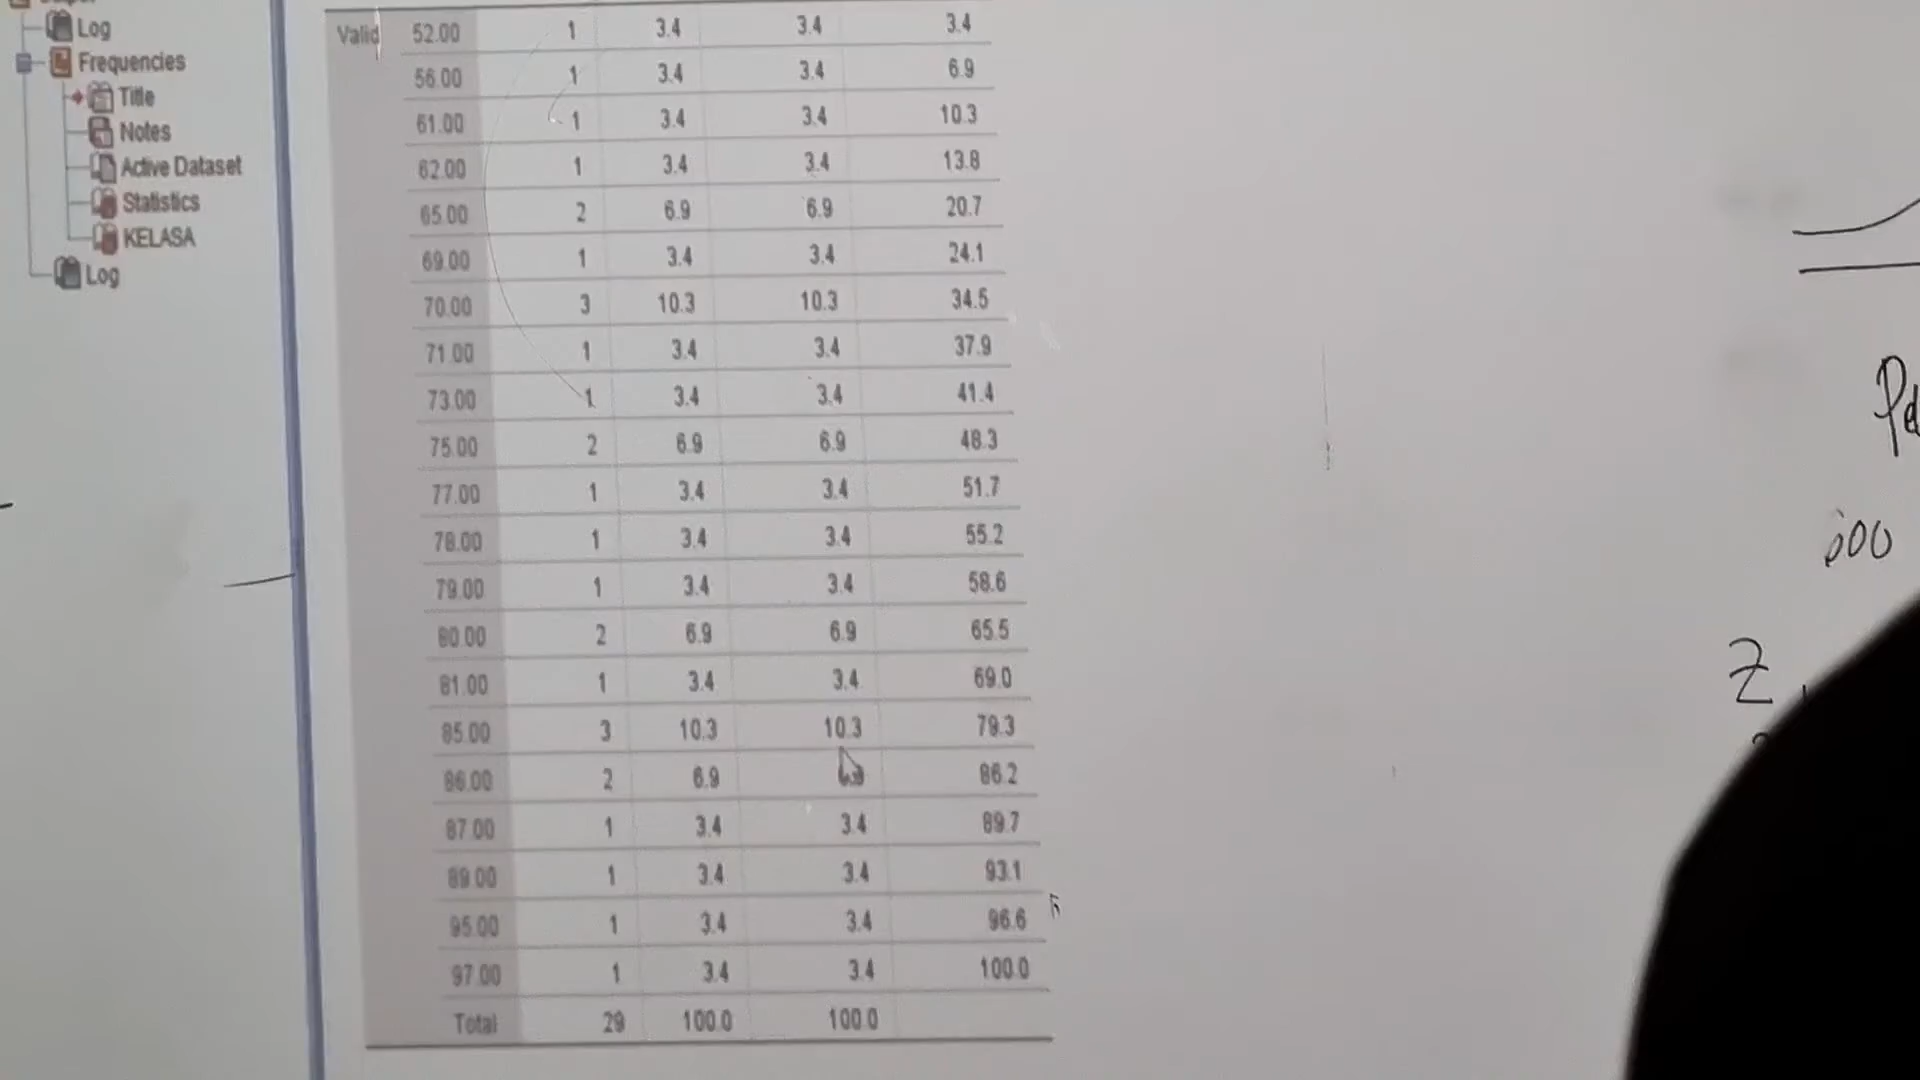 Log
Frequencies
Title
Notes
Active Dataset
Statistics
KELASA
Log
Valid 52.00 1 3.4 3.4 3.4
56.00 1 3.4 3.4 6.9
61.00 1 3.4 3.4 10.3
62.00 1 3.4 3.4 13.8
65.00 2 6.9 6.9 20.7
69.00 1 3.4 3.4 24.1
70.00 3 10.3 10.3 34.5
71.00 1 3.4 3.4 37.9
73.00 1 3.4 3.4 41.4
75.00 2 6.9 6.9 48.3
77.00 1 3.4 3.4 51.7
78.00 1 3.4 3.4 55.2
79.00 1 3.4 3.4 58.6
80.00 2 6.9 6.9 65.5
81.00 1 3.4 3.4 69.0
85.00 3 10.3 10.3 79.3
86.00 2 6.9 86.2
87.00 1 3.4 3.4 89.7
89.00 1 3.4 3.4 93.1
95.00 1 3.4 3.4 96.6
97.00 1 3.4 3.4 100.0
Total 29 100.0 100.0
Z